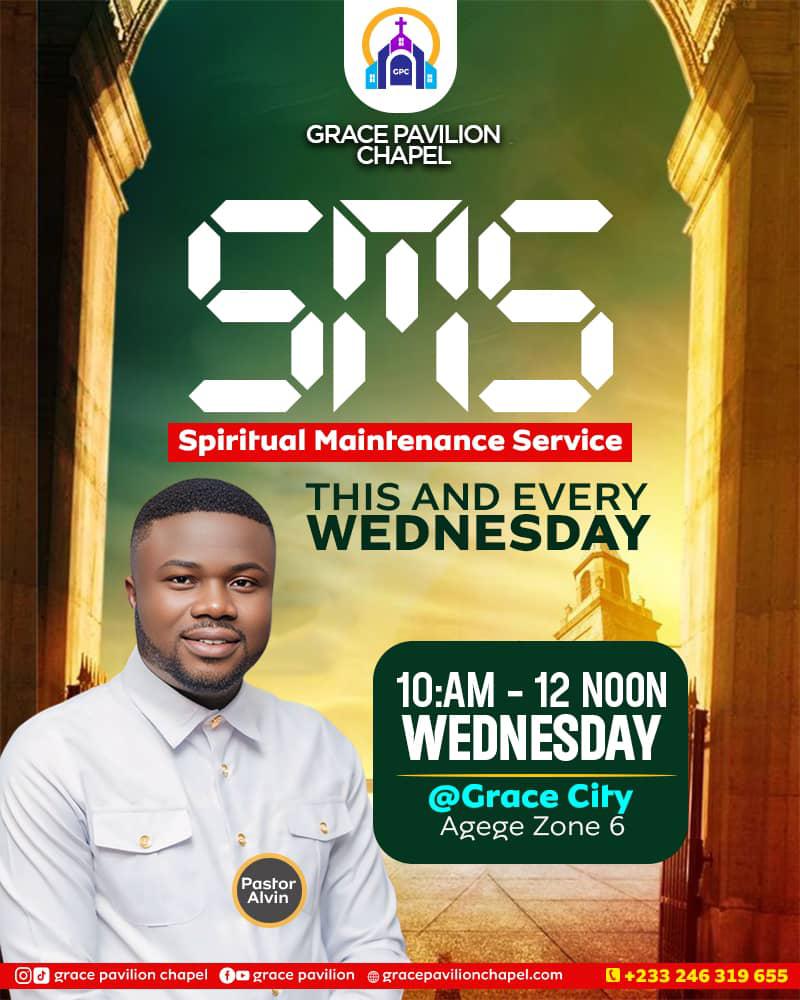 GPC
GRACE PAVILION
CHAPEL
SMS
Spiritual Maintenance Service
THIS AND EVERY
WEDNESDAY
10:AM - 12 NOON
WEDNESDAY
@Grace City
Agege Zone 6
Pastor
Alvin
grace pavilion chapel grace pavilion gracepavilionchapel.com +233 246 319 655